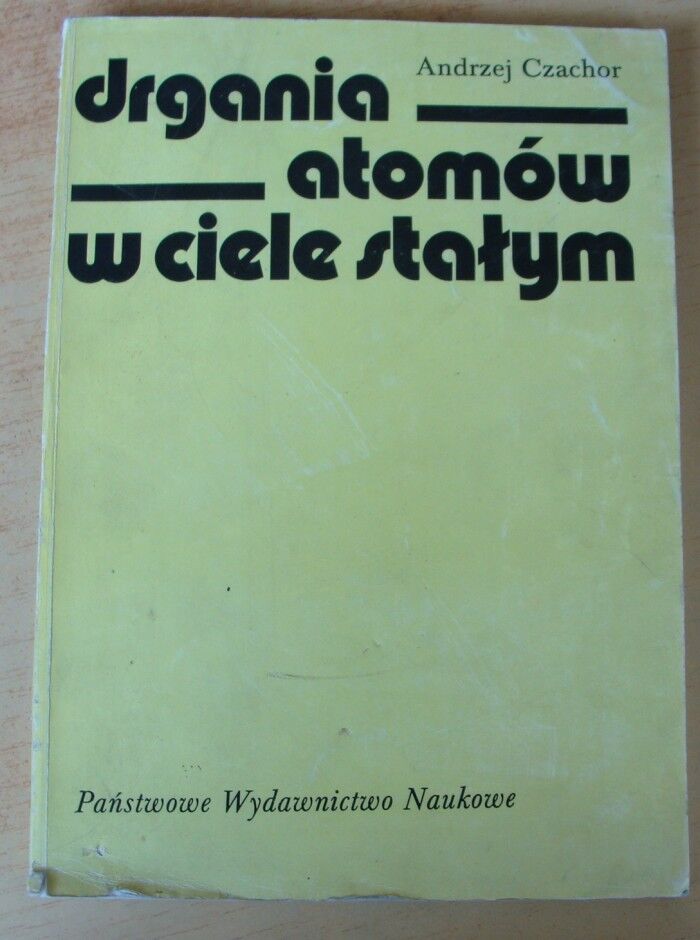 Andrzej Czachor
drgania
atomów
w ciele stałym
Państwowe Wydawnictwo Naukowe